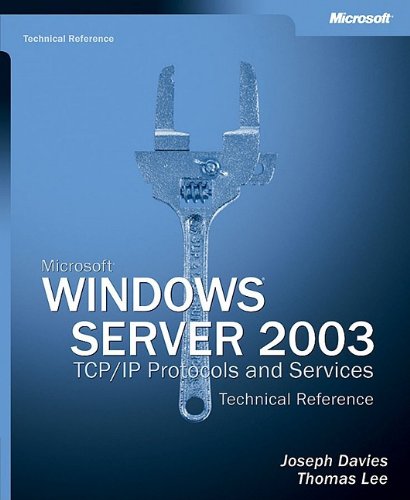 Microsoft®
Technical Reference
Microsoft®
WINDOWS®
SERVER 2003
TCP/IP Protocols and Services
Technical Reference
Joseph Davies
Thomas Lee